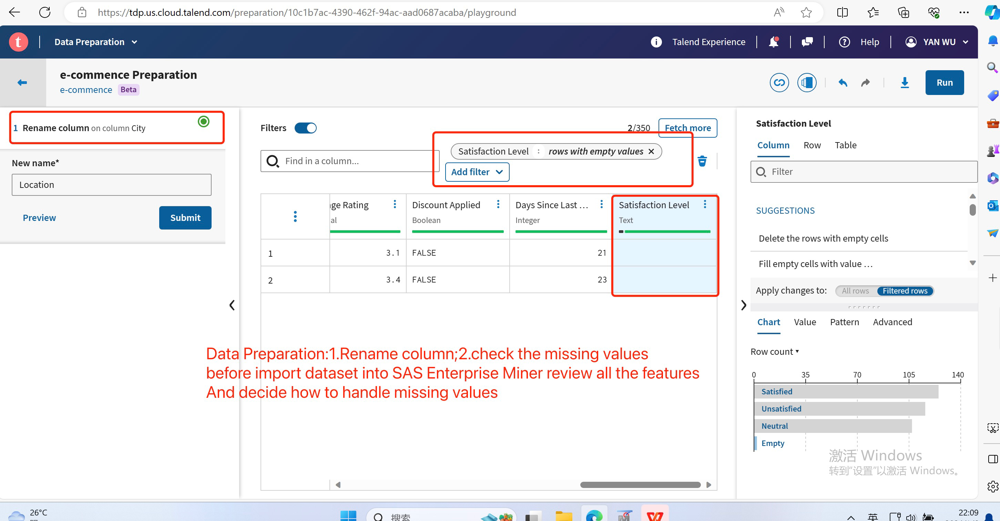 https://tdp.us.cloud.talend.com/preparation/10c1b7ac-4390-462f-94ac-aad0687acaba/playground
t
Data Preparation
Talend Experience
Help
YAN WU
e-commence Preparation
e-commence Beta
Run
1 Rename column on column City
New name*
Location
Preview
Submit
Filters
2/350
Fetch more
Find in a column...
Satisfaction Level : rows with empty values ×
Add filter
ge Rating
Discount Applied
Days Since Last ...
Satisfaction Level
al
Boolean
Integer
Text
1 3.1 FALSE 21
2 3.4 FALSE 23
Data Preparation:1.Rename column;2.check the missing values
before import dataset into SAS Enterprise Miner review all the features
And decide how to handle missing values
Satisfaction Level
Column Row Table
Filter
SUGGESTIONS
Delete the rows with empty cells
Fill empty cells with value ...
Apply changes to: All rows Filtered rows
Chart Value Pattern Advanced
Row count
0 35 70 105 140
Satisfied
Unsatisfied
Neutral
Empty
激活 Windows
转到“设置”以激活 Windows。
26°C
搜索
英
22:09